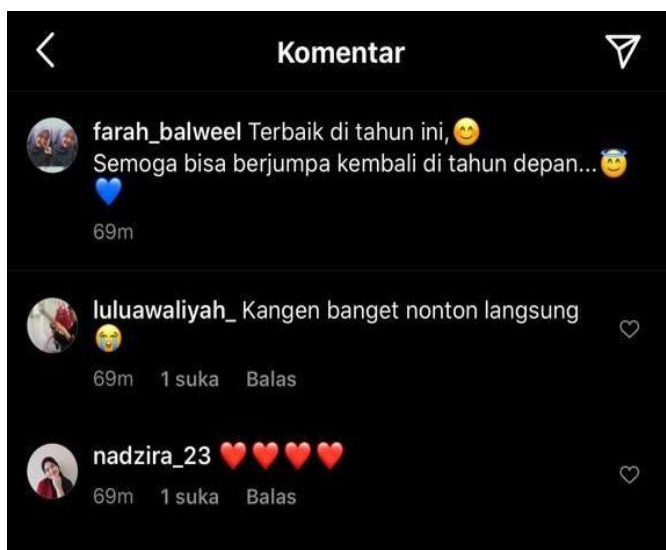 Komentar
farah_balweel Terbaik di tahun ini,😊
Semoga bisa berjumpa kembali di tahun depan...😇
💙
69m
luluawaliyah_ Kangen banget nonton langsung
😭
69m 1 suka Balas
nadzira_23 ❤️❤️❤️❤️
69m 1 suka Balas